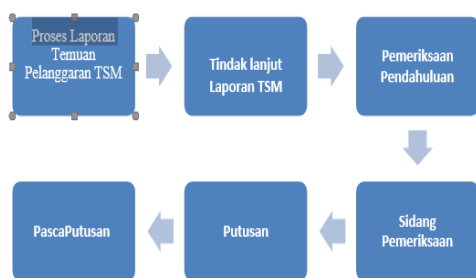 Proses Laporan
Temuan
Pelanggaran TSM
Tindak lanjut
Laporan TSM
Pemeriksaan
Pendahuluan
Sidang
Pemeriksaan
Putusan
PascaPutusan